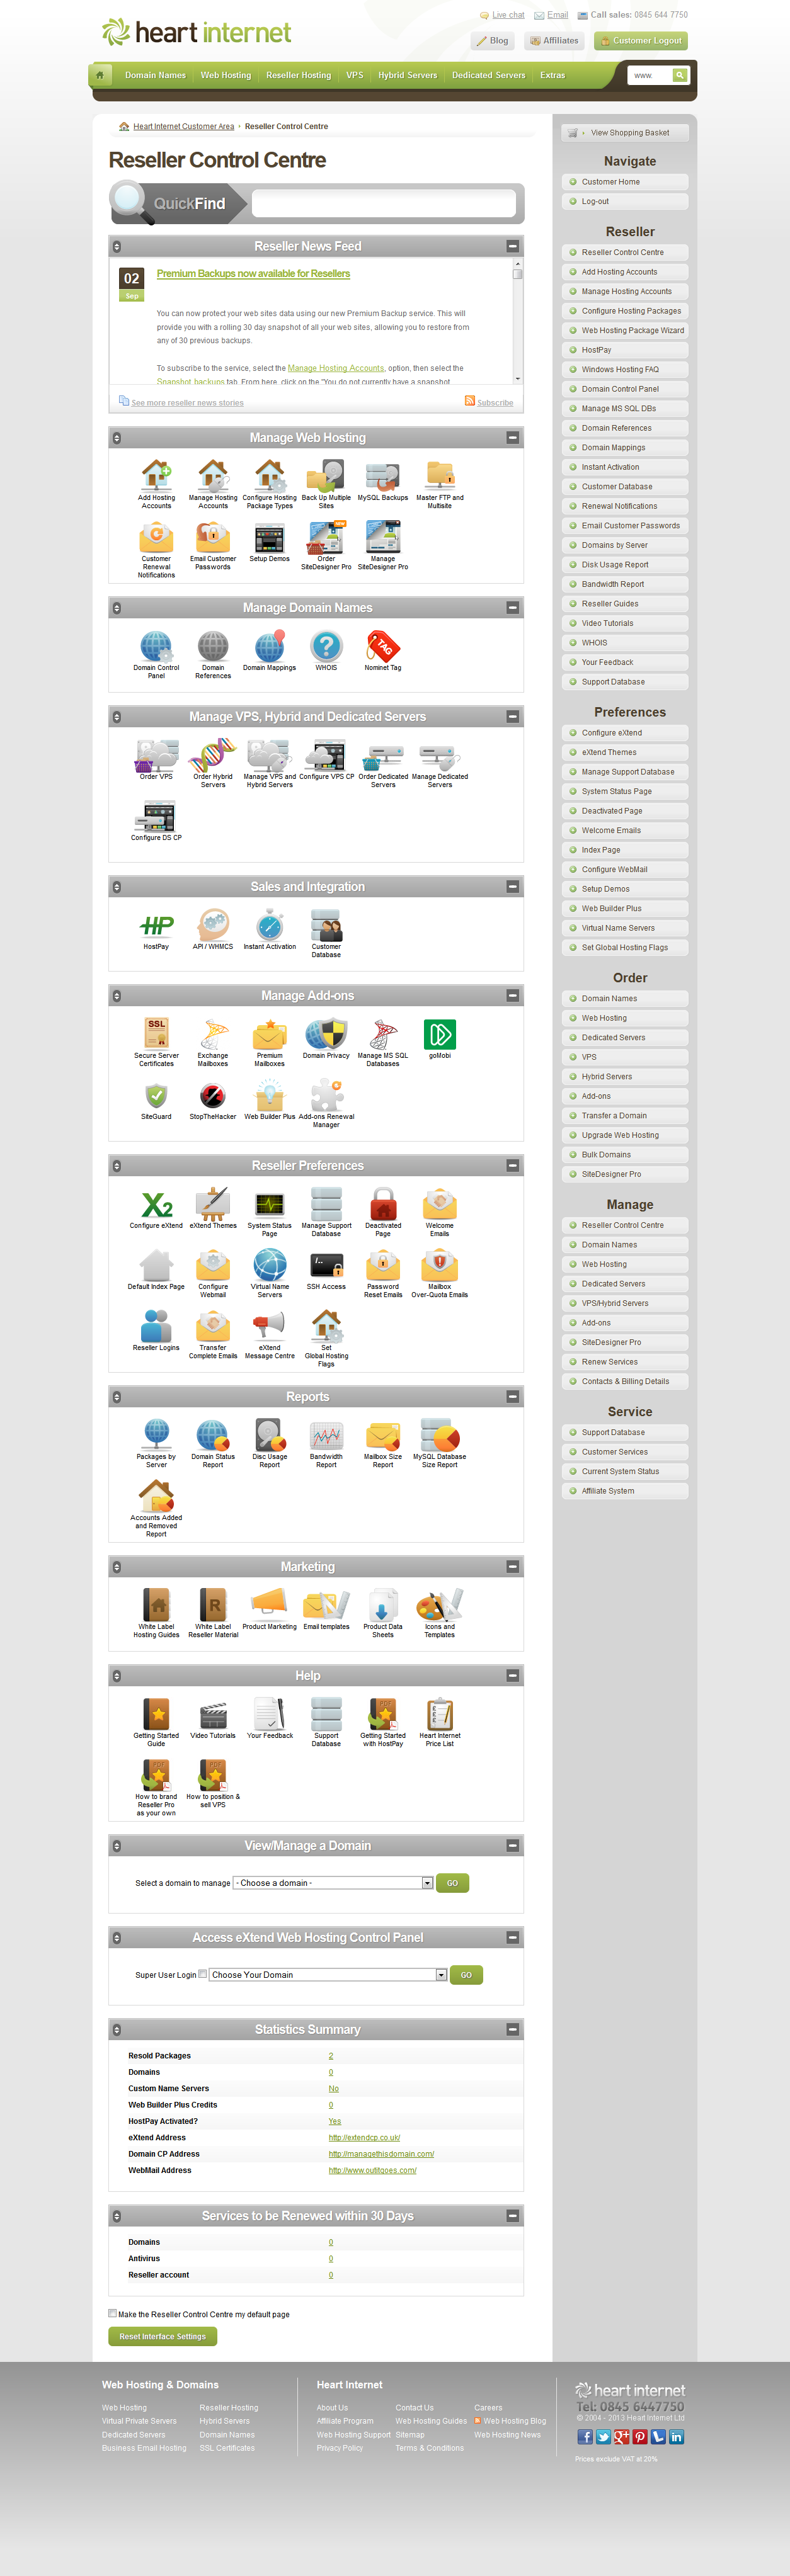 heart internet
Live chat Email Call sales: 0845 644 7750
Blog Affiliates Customer Logout
Domain Names Web Hosting Reseller Hosting VPS Hybrid Servers Dedicated Servers Extras www.
Heart Internet Customer Area Reseller Control Centre
Reseller Control Centre
QuickFind
Reseller News Feed
02
Sep
Premium Backups now available for Resellers
You can now protect your web sites data using our new Premium Backup service. This will
provide you with a rolling 30 day snapshot of all your web sites, allowing you to restore from
any of 30 previous backups.
To subscribe to the service, select the Manage Hosting Accounts, option, then select the
Snapshot backups tab. From here, click on the "You do not currently have a snapshot
See more reseller news stories Subscribe
Manage Web Hosting
Add Hosting Accounts
Manage Hosting Accounts
Configure Hosting Package Types
Back Up Multiple Sites
MySQL Backups
Master FTP and Multisite
Customer Renewal Notifications
Email Customer Passwords
Setup Demos
Order SiteDesigner Pro
Manage SiteDesigner Pro
Manage Domain Names
Domain Control Panel
Domain References
Domain Mappings
WHOIS
TAG
Nominet Tag
Manage VPS, Hybrid and Dedicated Servers
Order VPS
Order Hybrid Servers
Manage VPS and Hybrid Servers
Configure VPS CP
Order Dedicated Servers
Manage Dedicated Servers
Configure DS CP
Sales and Integration
HP
HostPay
API / WHMCS
Instant Activation
Customer Database
Manage Add-ons
SSL
Secure Server Certificates
Exchange Mailboxes
Premium Mailboxes
Domain Privacy
Manage MS SQL Databases
goMobi
SiteGuard
StopTheHacker
Web Builder Plus
Add-ons Renewal Manager
Reseller Preferences
X2
Configure eXtend
eXtend Themes
System Status Page
Manage Support Database
Deactivated Page
Welcome Emails
Default Index Page
Configure Webmail
Virtual Name Servers
SSH Access
Password Reset Emails
Mailbox Over-Quota Emails
Reseller Logins
Transfer Complete Emails
eXtend Message Centre
Set Global Hosting Flags
Reports
Packages by Server
Domain Status Report
Disc Usage Report
Bandwidth Report
Mailbox Size Report
MySQL Database Size Report
Accounts Added and Removed Report
Marketing
White Label Hosting Guides
R
White Label Reseller Material
Product Marketing
Email templates
Product Data Sheets
Icons and Templates
Help
Getting Started Guide
Video Tutorials
Your Feedback
Support Database
Getting Started with HostPay
Heart Internet Price List
How to brand Reseller Pro as your own
How to position & sell VPS
View/Manage a Domain
Select a domain to manage - Choose a domain - GO
Access eXtend Web Hosting Control Panel
Super User Login Choose Your Domain GO
Statistics Summary
Resold Packages 2
Domains 0
Custom Name Servers No
Web Builder Plus Credits 0
HostPay Activated? Yes
eXtend Address http://extendcp.co.uk/
Domain CP Address http://managethisdomain.com/
WebMail Address http://www.outitgoes.com/
Services to be Renewed within 30 Days
Domains 0
Antivirus 0
Reseller account 0
Make the Reseller Control Centre my default page
Reset Interface Settings
View Shopping Basket
Navigate
Customer Home
Log-out
Reseller
Reseller Control Centre
Add Hosting Accounts
Manage Hosting Accounts
Configure Hosting Packages
Web Hosting Package Wizard
HostPay
Windows Hosting FAQ
Domain Control Panel
Manage MS SQL DBs
Domain References
Domain Mappings
Instant Activation
Customer Database
Renewal Notifications
Email Customer Passwords
Domains by Server
Disk Usage Report
Bandwidth Report
Reseller Guides
Video Tutorials
WHOIS
Your Feedback
Support Database
Preferences
Configure eXtend
eXtend Themes
Manage Support Database
System Status Page
Deactivated Page
Welcome Emails
Index Page
Configure WebMail
Setup Demos
Web Builder Plus
Virtual Name Servers
Set Global Hosting Flags
Order
Domain Names
Web Hosting
Dedicated Servers
VPS
Hybrid Servers
Add-ons
Transfer a Domain
Upgrade Web Hosting
Bulk Domains
SiteDesigner Pro
Manage
Reseller Control Centre
Domain Names
Web Hosting
Dedicated Servers
VPS/Hybrid Servers
Add-ons
SiteDesigner Pro
Renew Services
Contacts & Billing Details
Service
Support Database
Customer Services
Current System Status
Affiliate System
Web Hosting & Domains
Web Hosting Reseller Hosting
Virtual Private Servers Hybrid Servers
Dedicated Servers Domain Names
Business Email Hosting SSL Certificates
Heart Internet
About Us Contact Us Careers
Affiliate Program Web Hosting Guides Web Hosting Blog
Web Hosting Support Sitemap Web Hosting News
Privacy Policy Terms & Conditions
heart internet
Tel: 0845 6447750
© 2004 - 2013 Heart Internet Ltd
Prices exclude VAT at 20%